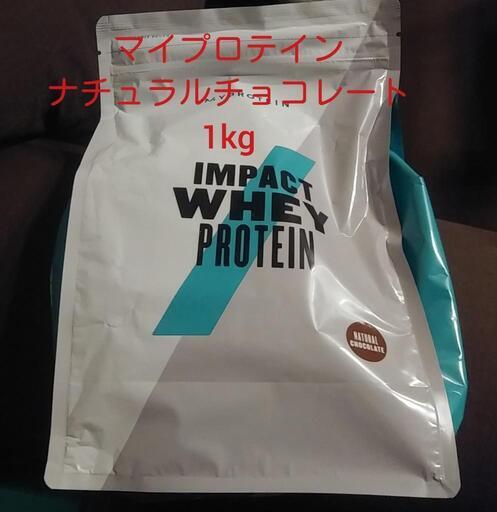 マイプロテイン
ナチュラルチョコレート
MYPROTEIN
1kg
IMPACT
WHEY
PROTEIN
NATURAL
CHOCOLATE